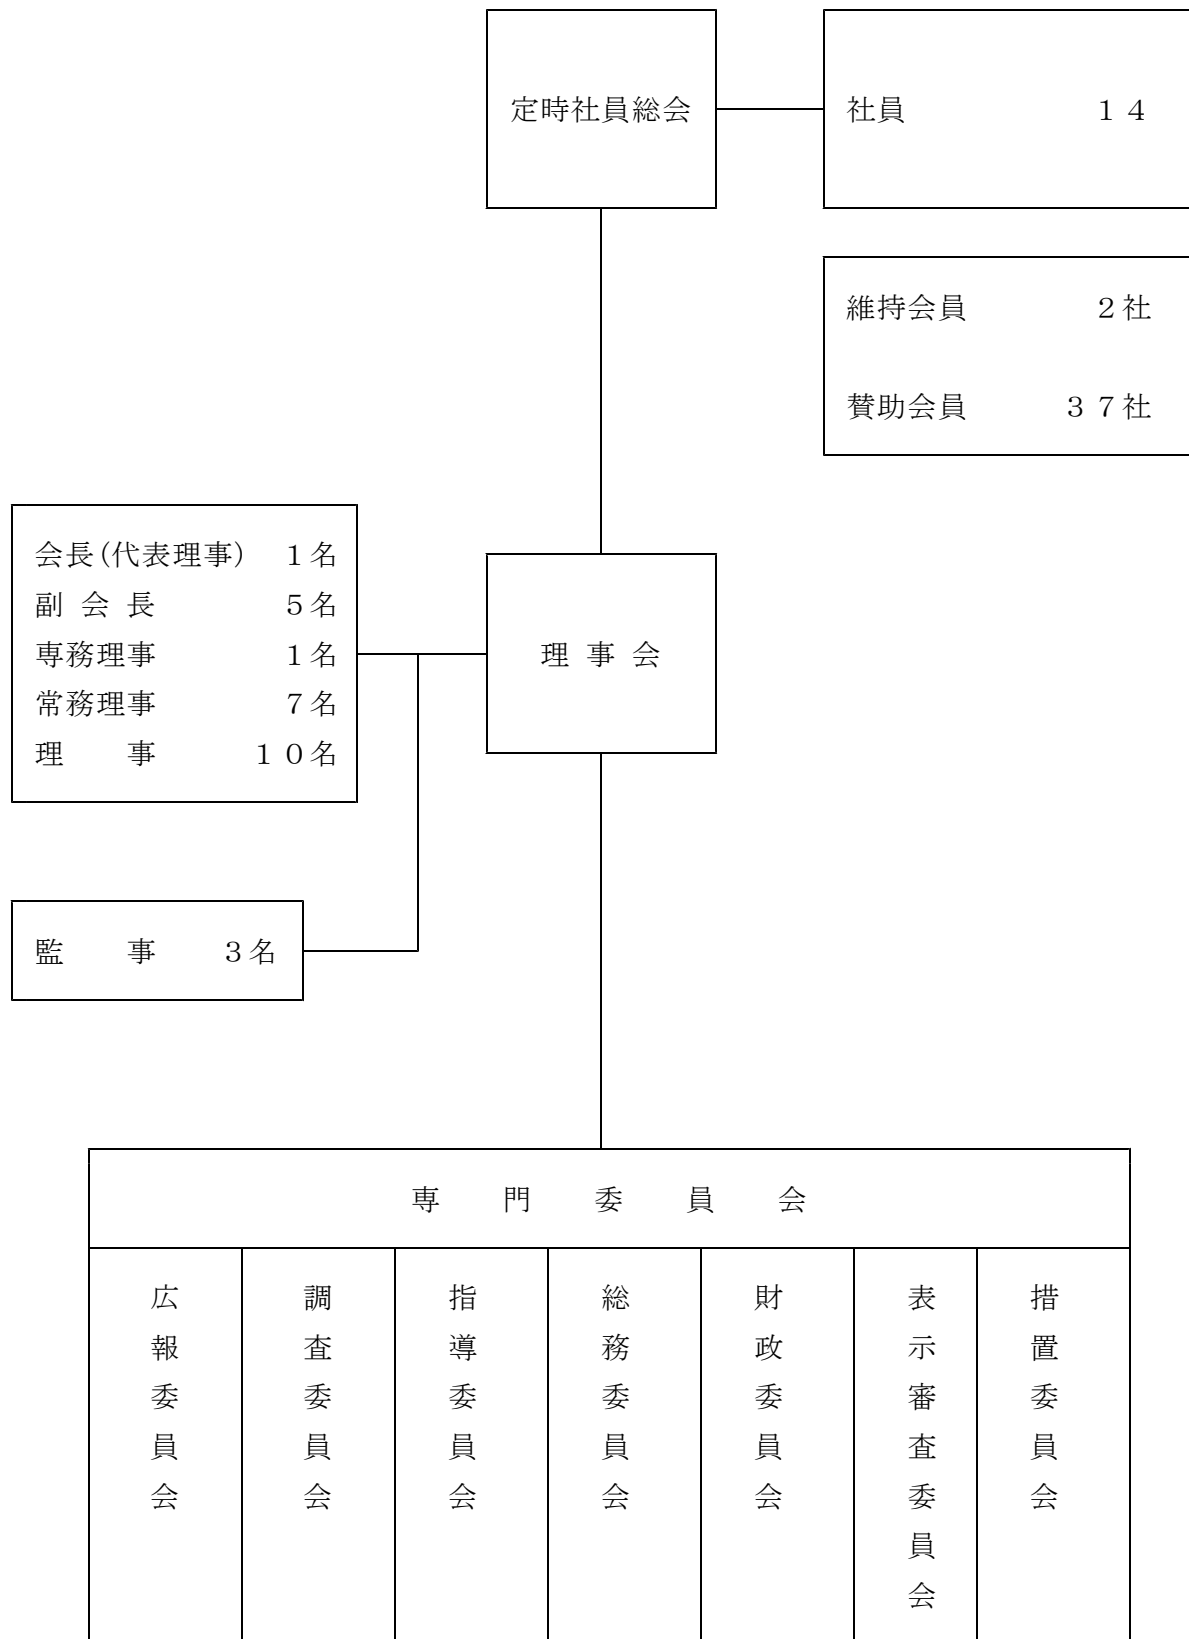 定時社員総会
社員 １４
維持会員 ２社
賛助会員 ３７社
会長(代表理事) １名
副会長 ５名
専務理事 １名
常務理事 ７名
理事 １０名
理事会
監事 ３名
専門委員会
広報委員会
調査委員会
指導委員会
総務委員会
財政委員会
表示審査委員会
措置委員会